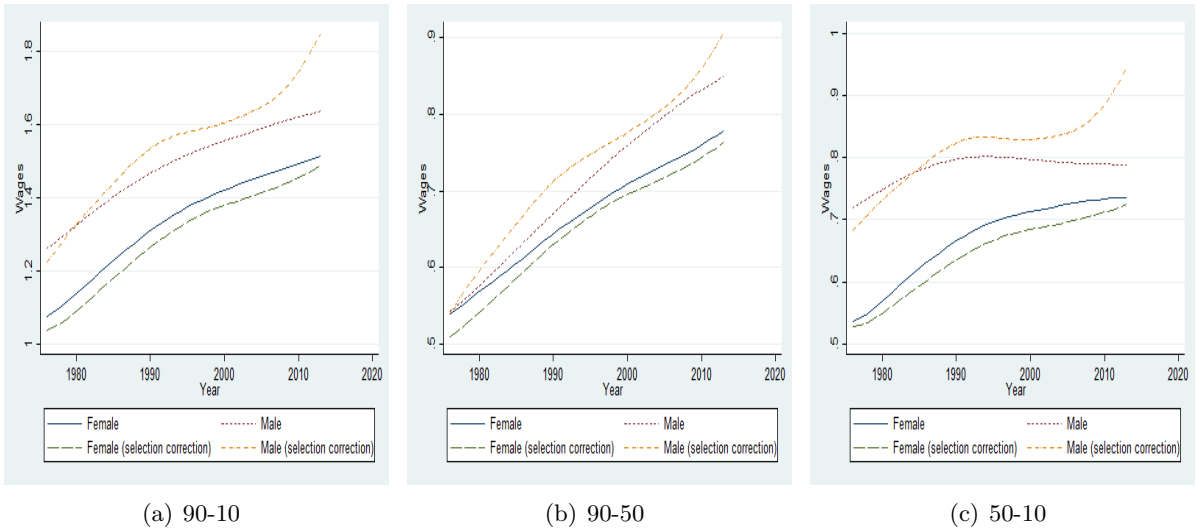 1 1.2 1.4 1.6 1.8
Wages
1980 1990 2000 2010 2020
Year
Female Male
Female (selection correction) Male (selection correction)
(a) 90-10
.5 .6 .7 .8 .9
Wages
1980 1990 2000 2010 2020
Year
Female Male
Female (selection correction) Male (selection correction)
(b) 90-50
.5 .6 .7 .8 .9 1
Wages
1980 1990 2000 2010 2020
Year
Female Male
Female (selection correction) Male (selection correction)
(c) 50-10